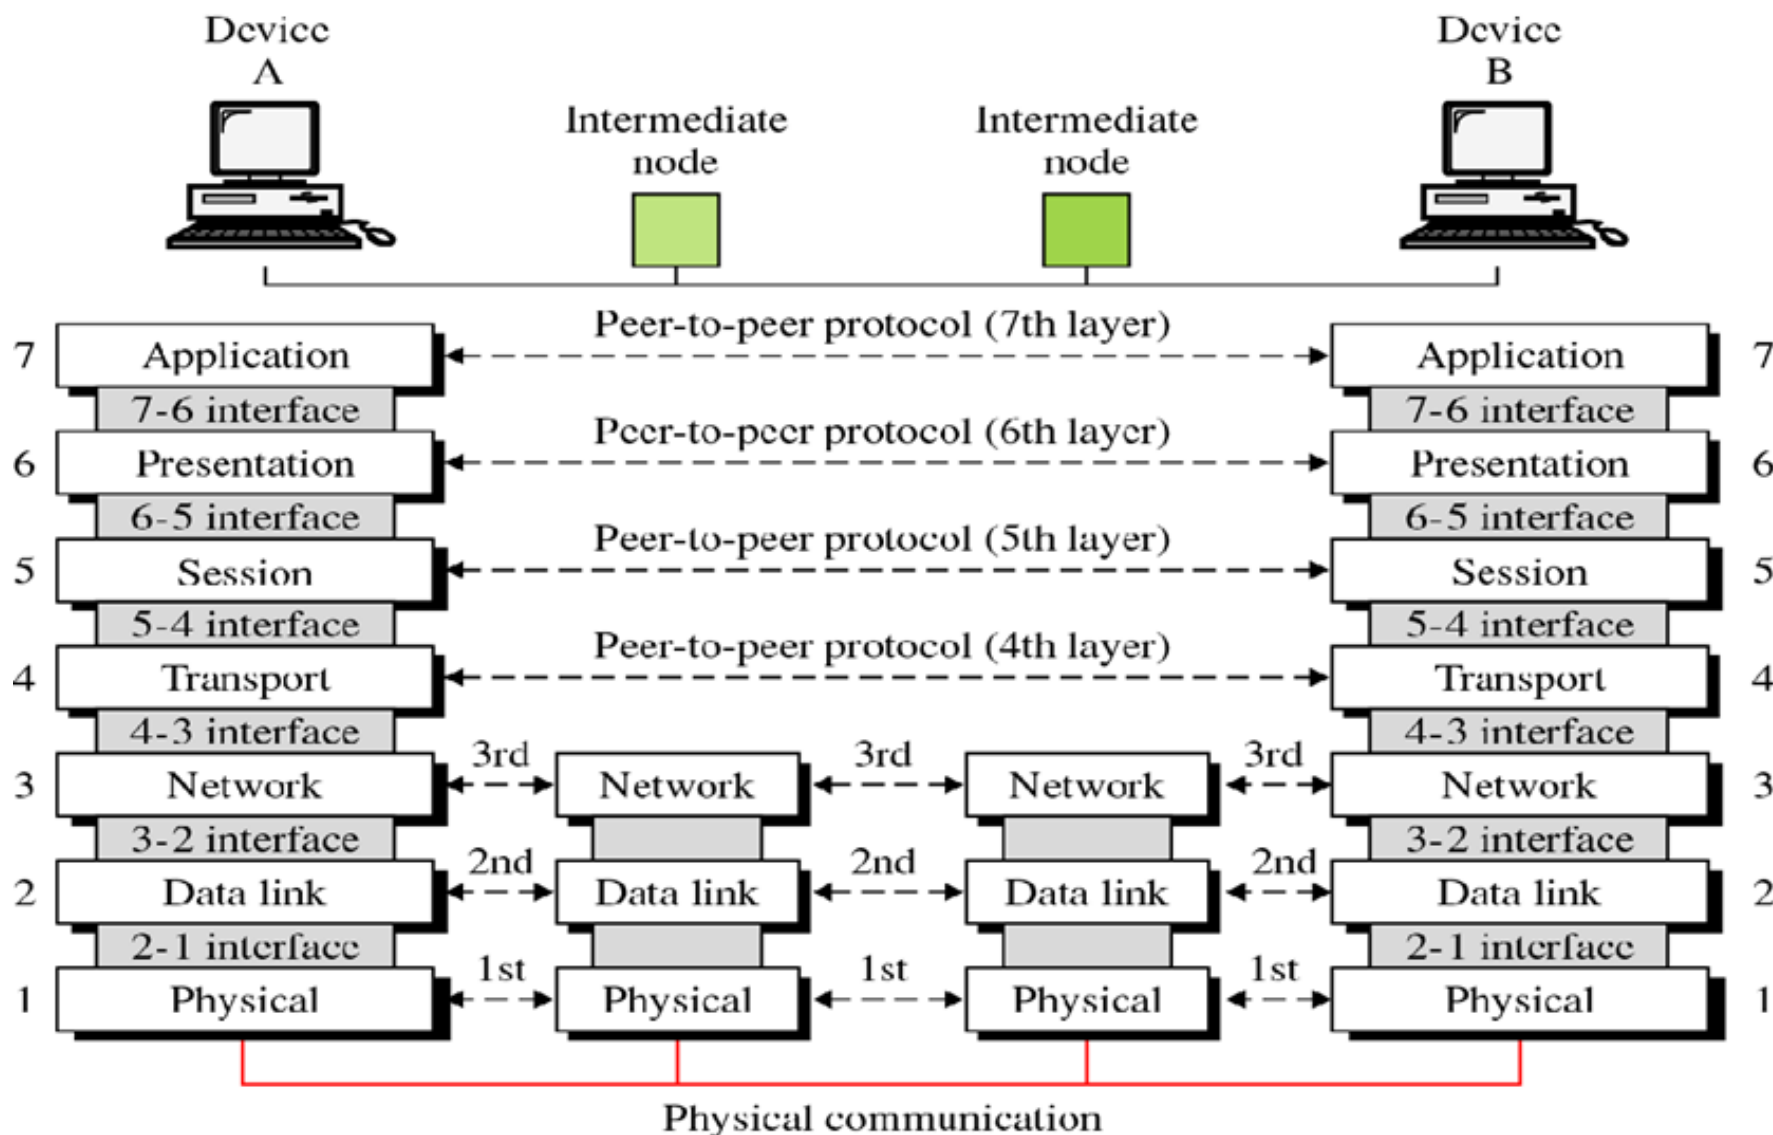 Device
A
Device
B
Intermediate
node
Intermediate
node
Peer-to-peer protocol (7th layer)
7 Application Application 7
7-6 interface 7-6 interface
Peer-to-peer protocol (6th layer)
6 Presentation Presentation 6
6-5 interface 6-5 interface
Peer-to-peer protocol (5th layer)
5 Session Session 5
5-4 interface 5-4 interface
Peer-to-peer protocol (4th layer)
4 Transport Transport 4
4-3 interface 4-3 interface
3rd 3rd 3rd
3 Network Network Network Network 3
3-2 interface 3-2 interface
2nd 2nd 2nd
2 Data link Data link Data link Data link 2
2-1 interface 2-1 interface
1st 1st 1st
1 Physical Physical Physical Physical 1
Physical communication